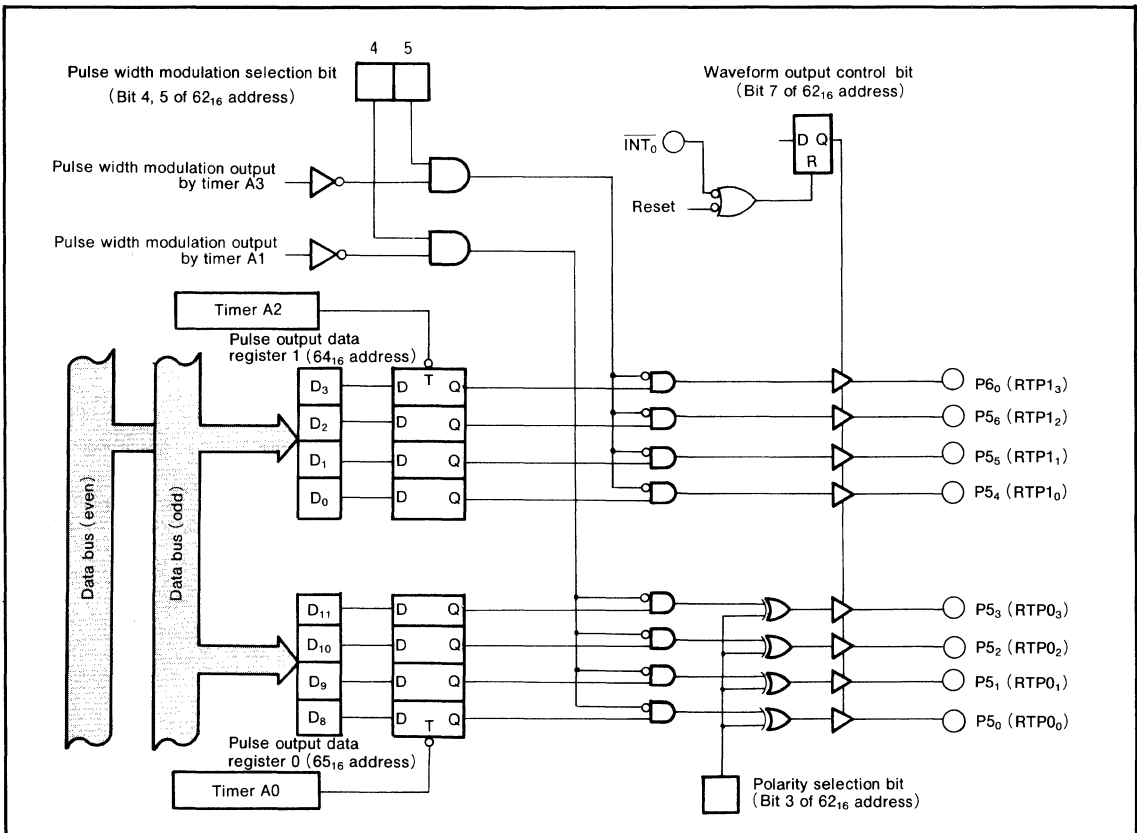 4 5
Pulse width modulation selection bit
(Bit 4, 5 of 62₁₆ address)
Waveform output control bit
(Bit 7 of 62₁₆ address)
D Q
R
INT₀
Reset
Pulse width modulation output
by timer A3
Pulse width modulation output
by timer A1
Timer A2
Pulse output data
register 1 (64₁₆ address)
D₃ D T Q
D₂ D Q
D₁ D Q
D₀ D Q
P6₀ (RTP1₃)
P5₆ (RTP1₂)
P5₅ (RTP1₁)
P5₄ (RTP1₀)
Data bus (even)
Data bus (odd)
D₁₁ D Q
D₁₀ D Q
D₉ D Q
D₈ D T Q
P5₃ (RTP0₃)
P5₂ (RTP0₂)
P5₁ (RTP0₁)
P5₀ (RTP0₀)
Pulse output data
register 0 (65₁₆ address)
Timer A0
Polarity selection bit
(Bit 3 of 62₁₆ address)